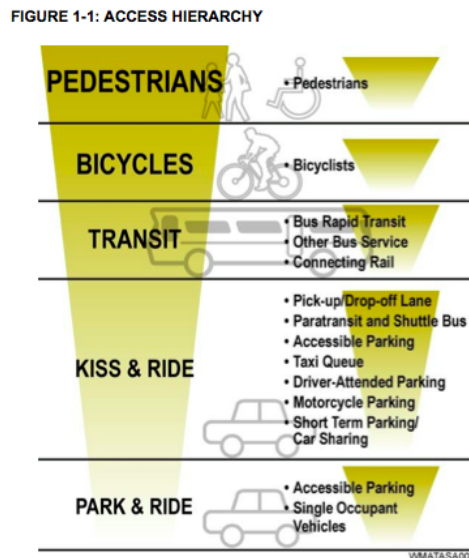 FIGURE 1-1: ACCESS HIERARCHY
PEDESTRIANS
• Pedestrians
BICYCLES
• Bicyclists
TRANSIT
• Bus Rapid Transit
• Other Bus Service
• Connecting Rail
KISS & RIDE
• Pick-up/Drop-off Lane
• Paratransit and Shuttle Bus
• Accessible Parking
• Taxi Queue
• Driver-Attended Parking
• Motorcycle Parking
• Short Term Parking/
Car Sharing
PARK & RIDE
• Accessible Parking
• Single Occupant
Vehicles